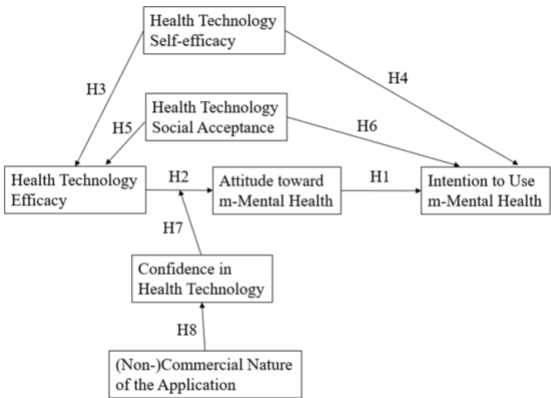 Health Technology
Self-efficacy
H3
H4
Health Technology
Social Acceptance
H5
H6
Health Technology
Efficacy
H2
Attitude toward
m-Mental Health
H1
Intention to Use
m-Mental Health
H7
Confidence in
Health Technology
H8
(Non-)Commercial Nature
of the Application